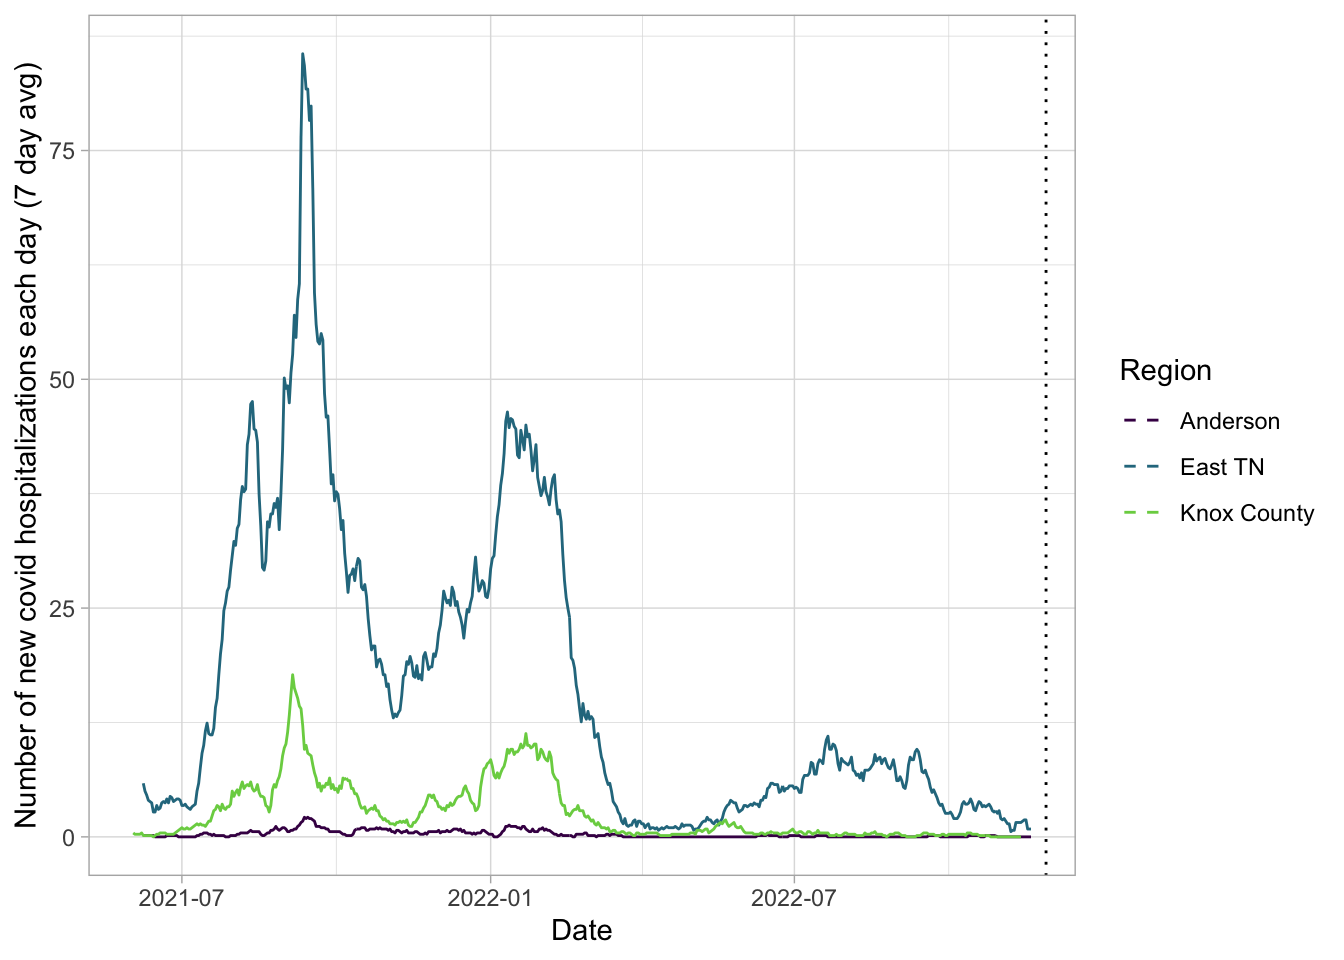 Number of new covid hospitalizations each day (7 day avg)
75
50
25
0
2021-07
2022-01
2022-07
Date
Region
Anderson
East TN
Knox County